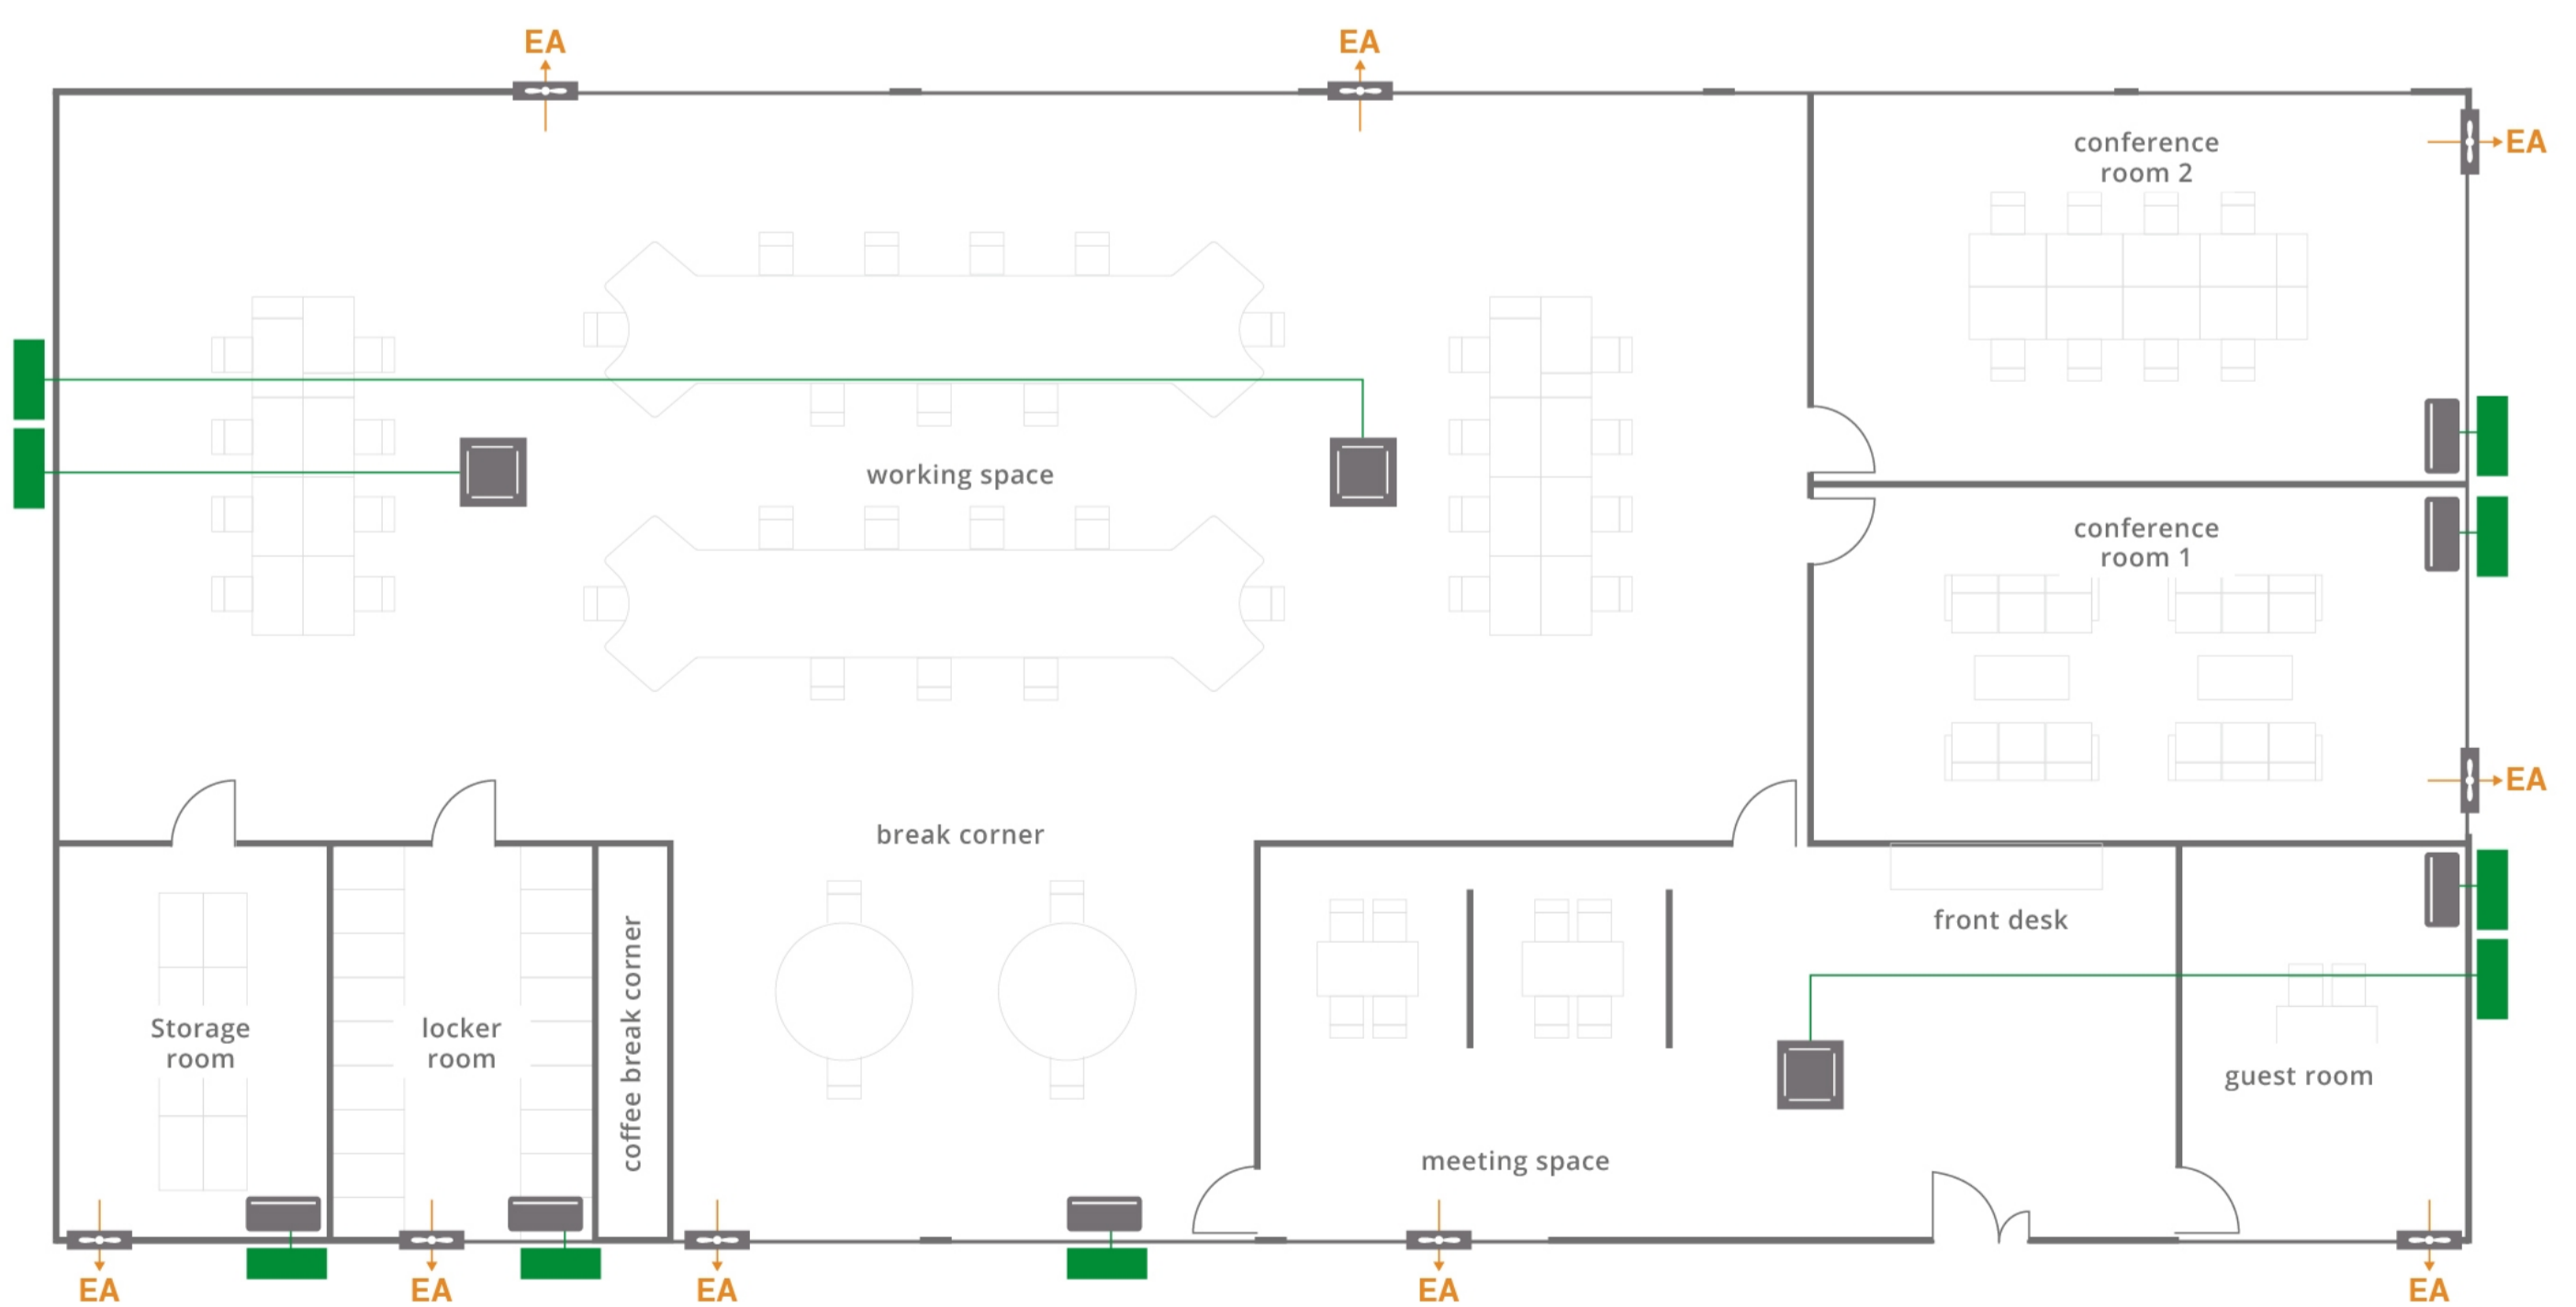 EA
EA
conference
room 2
EA
working space
conference
room 1
EA
break corner
front desk
coffee break corner
Storage
room
locker
room
guest room
meeting space
EA
EA
EA
EA
EA